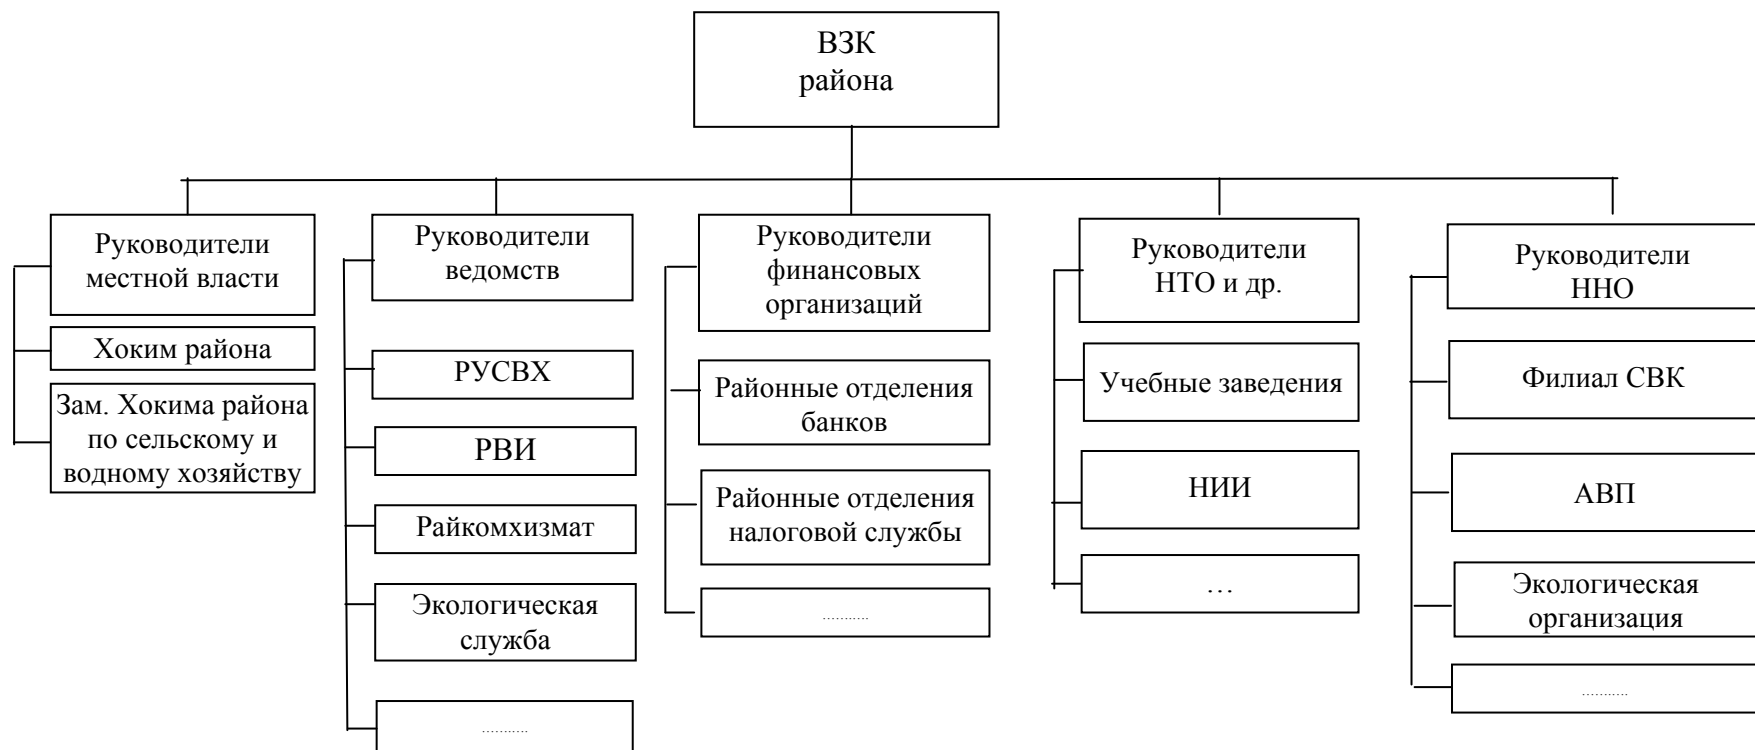 ВЗК
района
Руководители
местной власти
Хоким района
Зам. Хокима района
по сельскому и
водному хозяйству
Руководители
ведомств
РУСВХ
РВИ
Райкомхизмат
Экологическая
служба
...........
Руководители
финансовых
организаций
Районные отделения
банков
Районные отделения
налоговой службы
...........
Руководители
НТО и др.
Учебные заведения
НИИ
…
Руководители
ННО
Филиал СВК
АВП
Экологическая
организация
...........